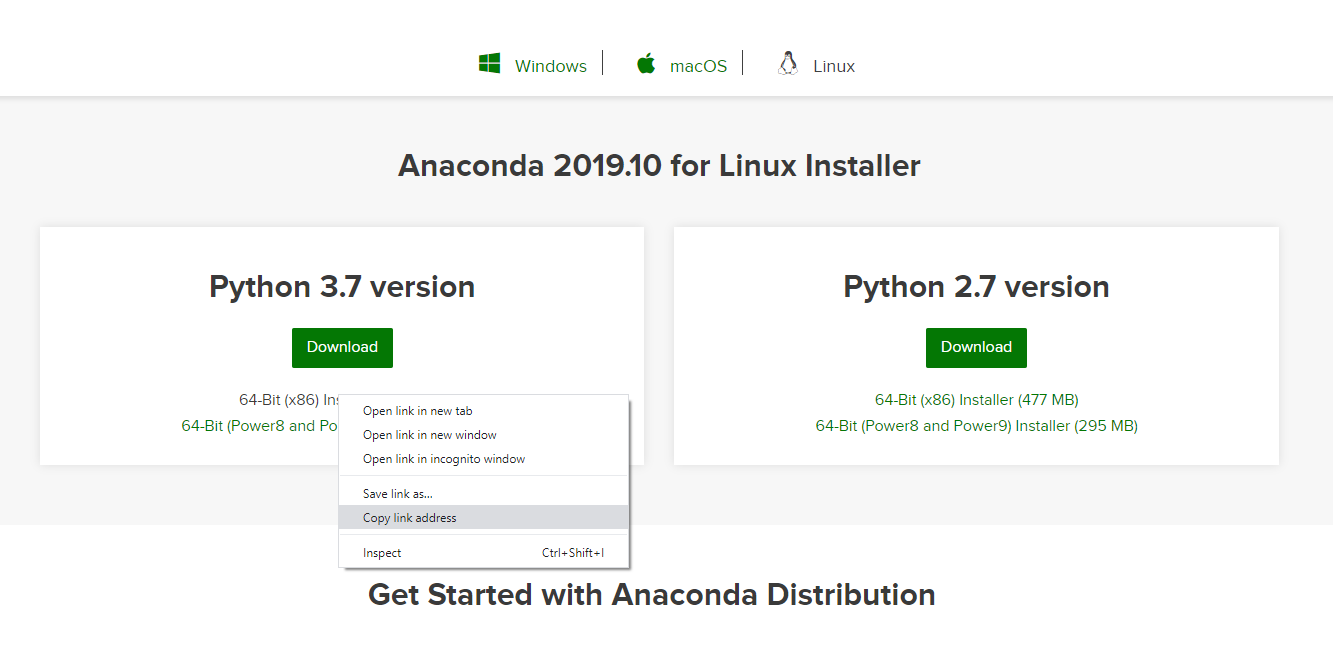 Windows
macOS
Linux
Anaconda 2019.10 for Linux Installer
Python 3.7 version
Download
64-Bit (x86)
64-Bit (Power8 and
Python 2.7 version
Download
64-Bit (x86) Installer (477 MB)
64-Bit (Power8 and Power9) Installer (295 MB)
Open link in new tab
Open link in new window
Open link in incognito window
Save link as...
Copy link address
Inspect Ctrl+Shift+I
Get Started with Anaconda Distribution